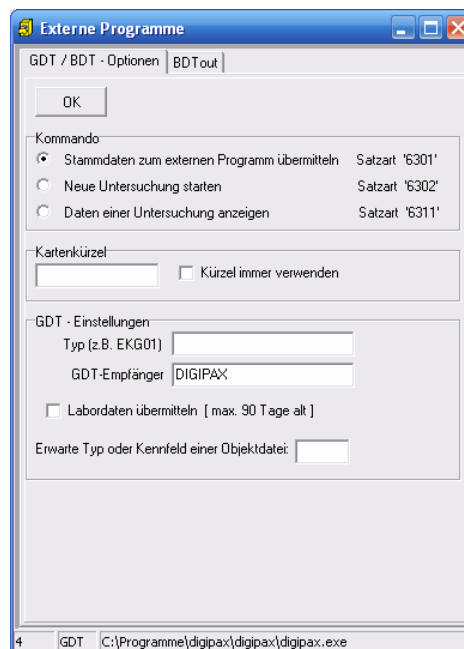 Externe Programme
GDT / BDT - Optionen BDTout
OK
Kommando
Stammdaten zum externen Programm übermitteln Satzart '6301'
Neue Untersuchung starten Satzart '6302'
Daten einer Untersuchung anzeigen Satzart '6311'
Kartenkürzel
Kürzel immer verwenden
GDT - Einstellungen
Typ (z.B. EKG01)
GDT-Empfänger DIGIPAX
Labordaten übermitteln [ max. 90 Tage alt ]
Erwarte Typ oder Kennfeld einer Objektdatei:
4 GDT C:\Programme\digipax\digipax\digipax.exe